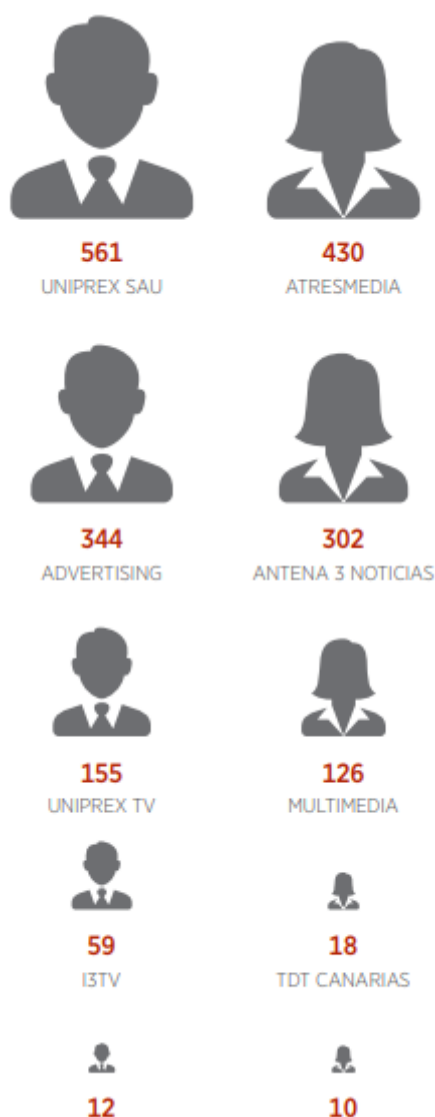 561 430
UNIPREX SAU ATRESMEDIA
344 302
ADVERTISING ANTENA 3 NOTICIAS
155 126
UNIPREX TV MULTIMEDIA
59 18
I3TV TDT CANARIAS
12 10